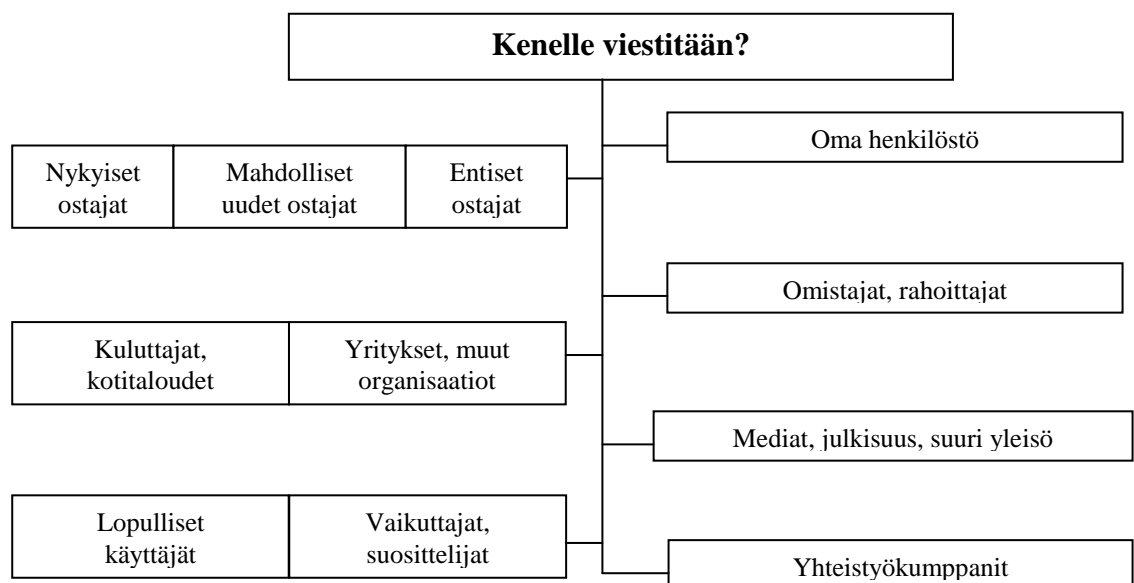 Kenelle viestitään?
Oma henkilöstö
Nykyiset
ostajat
Mahdolliset
uudet ostajat
Entiset
ostajat
Omistajat, rahoittajat
Kuluttajat,
kotitaloudet
Yritykset, muut
organisaatiot
Mediat, julkisuus, suuri yleisö
Lopulliset
käyttäjät
Vaikuttajat,
suosittelijat
Yhteistyökumppanit